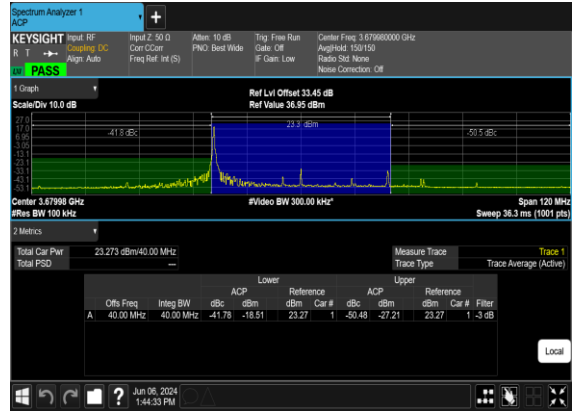 Spectrum Analyzer 1
ACP
+
KEYSIGHT Input: RF Input Z: 50 Ω Atten: 10 dB Trig: Free Run Center Freq: 3.679980000 GHz
R T Coupling: DC Corr CCorr PNO: Best Wide Gate: Off Avg|Hold: 150/150
Align: Auto Freq Ref: Int (S) IF Gain: Low Radio Std: None
LW PASS Noise Correction: Off
1 Graph Ref Lvl Offset 33.45 dB
Scale/Div 10.0 dB Ref Value 36.95 dBm
27.0
17.0 -41.8 dBc 23.3 dBm -50.5 dBc
6.95
-3.05
-13.1
-23.1
-33.1
-43.1
-53.1
Center 3.67998 GHz #Video BW 300.00 kHz* Span 120 MHz
#Res BW 100 kHz Sweep 36.3 ms (1001 pts)
2 Metrics
Total Car Pwr 23.273 dBm/40.00 MHz Measure Trace Trace 1
Total PSD --- Trace Type Trace Average (Active)
Lower Upper
ACP Reference ACP Reference
Offs Freq Integ BW dBc dBm dBm Car # dBc dBm dBm Car # Filter
A 40.00 MHz 40.00 MHz -41.78 -18.51 23.27 1 -50.48 -27.21 23.27 1 -3 dB
Local
?
Jun 06, 2024
1:44:33 PM